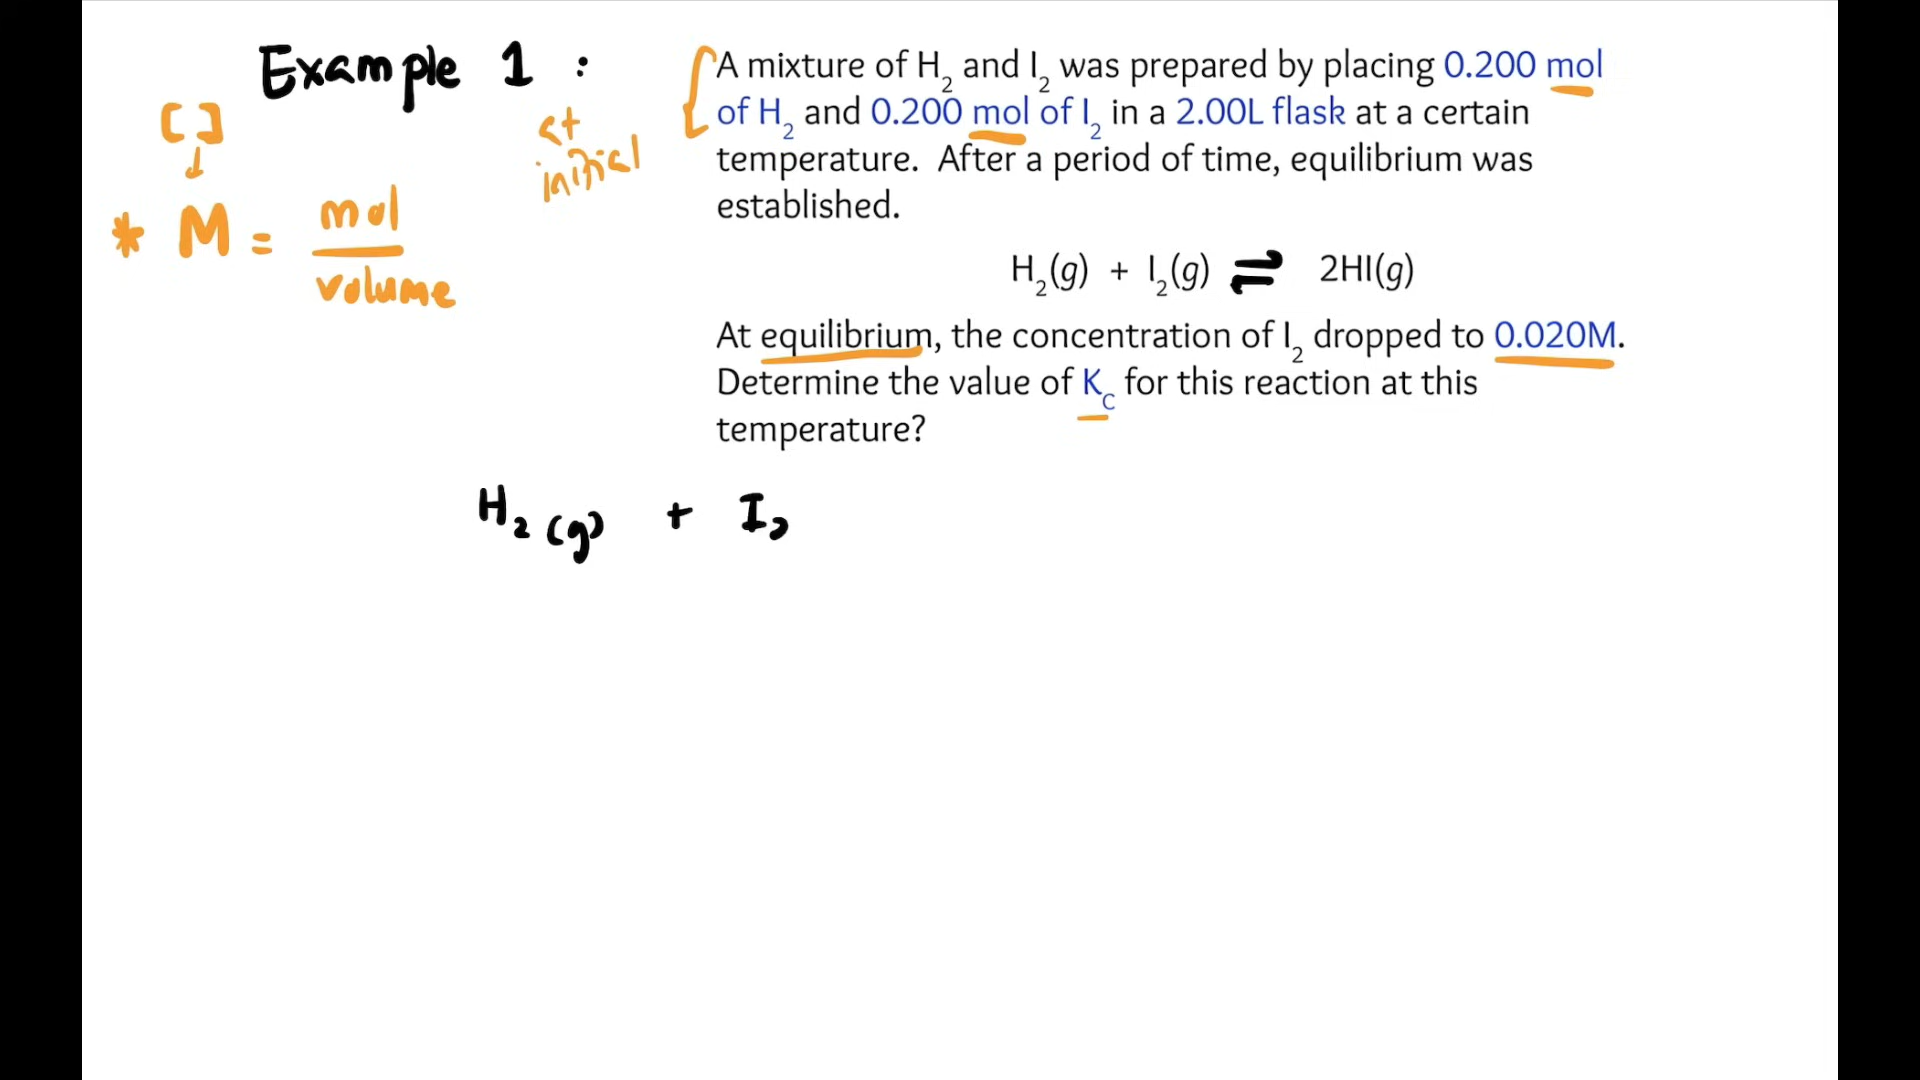 Example 1 :
[ ]
↓
* M = mol / volume
at
initial
A mixture of H₂ and I₂ was prepared by placing 0.200 mol
of H₂ and 0.200 mol of I₂ in a 2.00L flask at a certain
temperature. After a period of time, equilibrium was
established.
H₂(g) + I₂(g) ⇌ 2HI(g)
At equilibrium, the concentration of I₂ dropped to 0.020M.
Determine the value of K꜀ for this reaction at this
temperature?
H₂ (g) + I₂